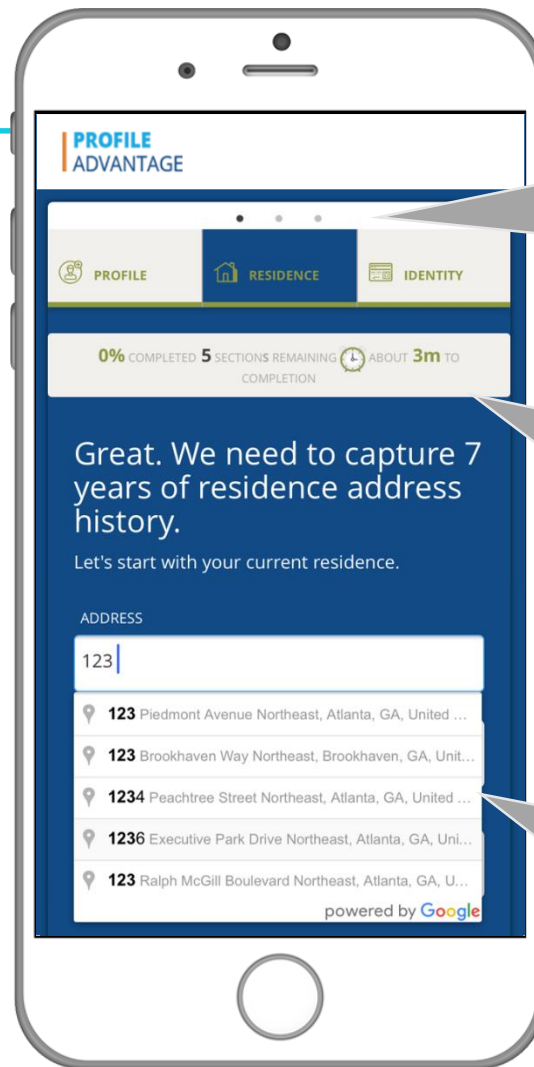 PROFILE
ADVANTAGE
PROFILE RESIDENCE IDENTITY
0% COMPLETED 5 SECTIONS REMAINING ABOUT 3m TO
COMPLETION
Great. We need to capture 7
years of residence address
history.
Let's start with your current residence.
ADDRESS
123
123 Piedmont Avenue Northeast, Atlanta, GA, United ...
123 Brookhaven Way Northeast, Brookhaven, GA, Unit...
1234 Peachtree Street Northeast, Atlanta, GA, United ...
1236 Executive Park Drive Northeast, Atlanta, GA, Uni...
123 Ralph McGill Boulevard Northeast, Atlanta, GA, U...
powered by Google